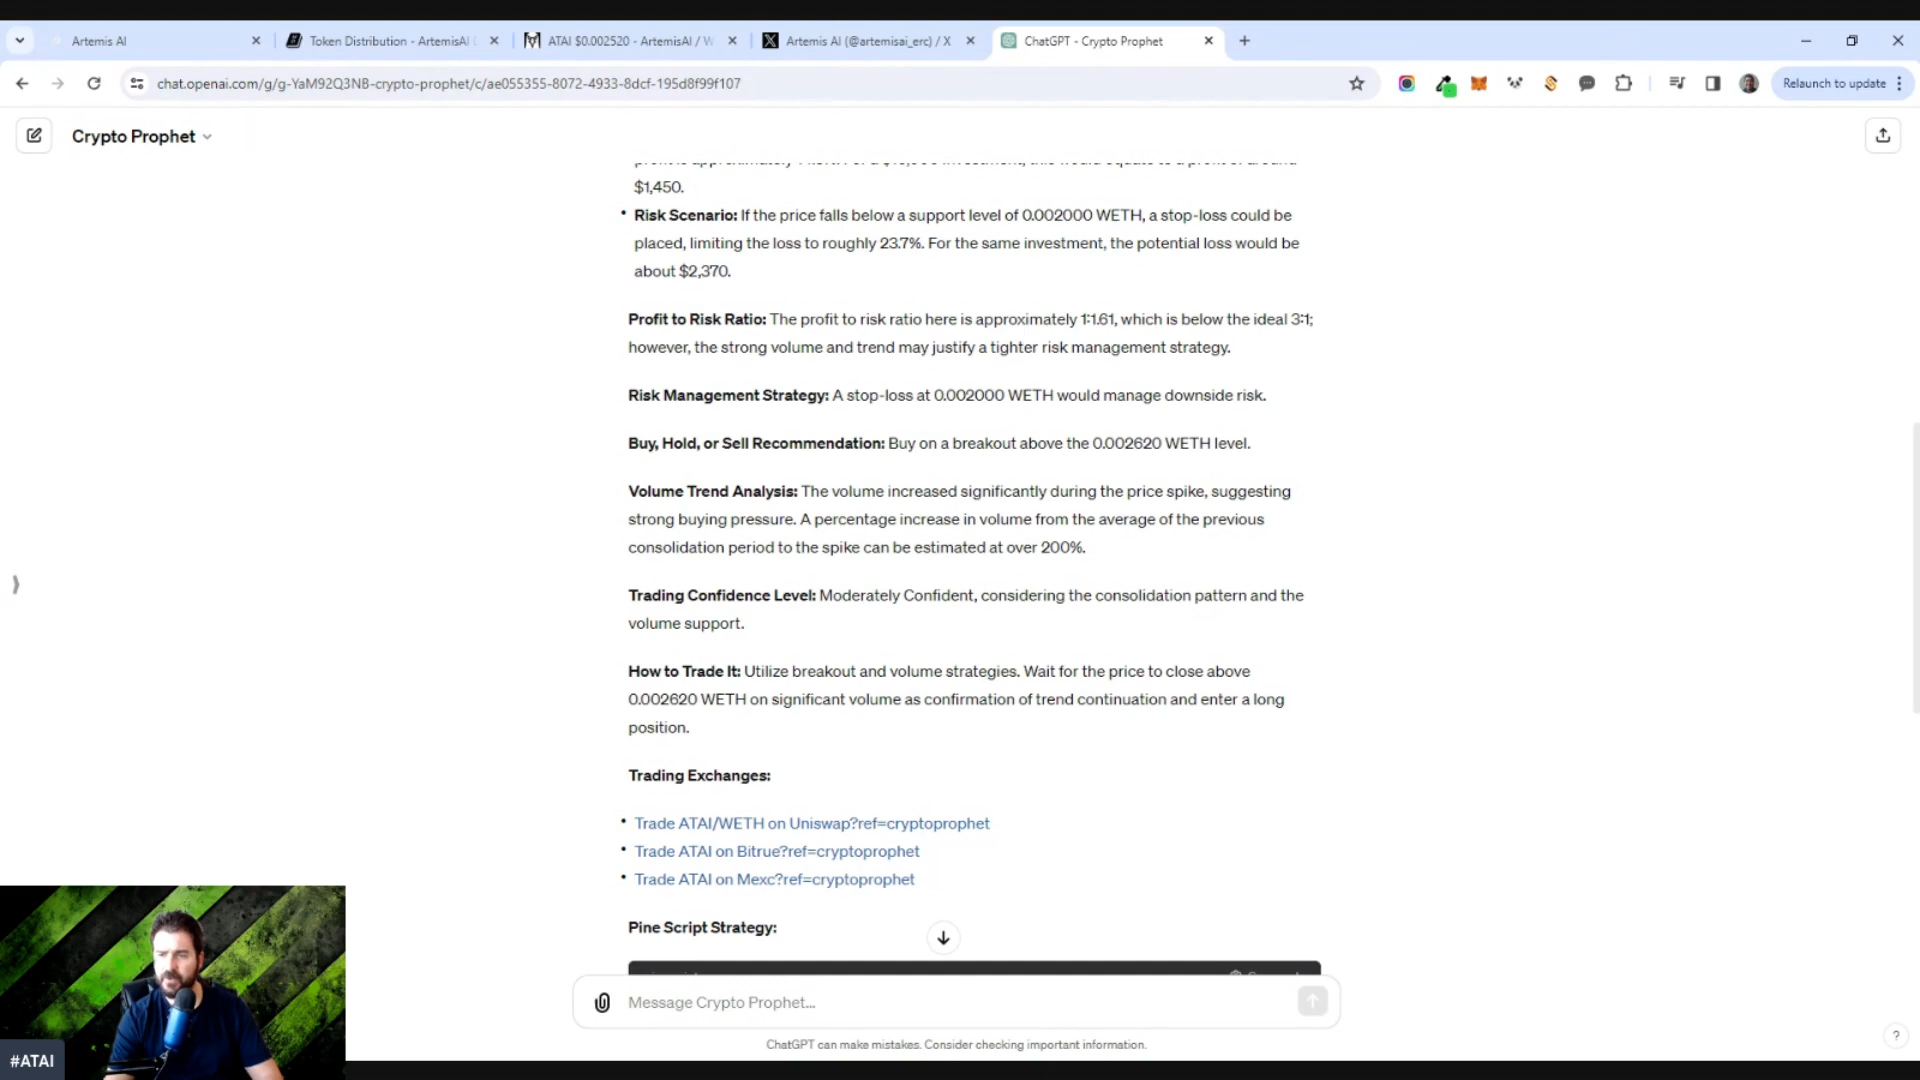 Artemis AI
Token Distribution - ArtemisAI
ATAI $0.002520 - ArtemisAI / W
Artemis AI (@artemisai_erc) / X
ChatGPT - Crypto Prophet
chat.openai.com/g/g-YaM92Q3NB-crypto-prophet/c/ae055355-8072-4933-8dcf-195d8f99f107
Relaunch to update
Crypto Prophet
$1,450.
• Risk Scenario: If the price falls below a support level of 0.002000 WETH, a stop-loss could be
placed, limiting the loss to roughly 23.7%. For the same investment, the potential loss would be
about $2,370.
Profit to Risk Ratio: The profit to risk ratio here is approximately 1:1.61, which is below the ideal 3:1;
however, the strong volume and trend may justify a tighter risk management strategy.
Risk Management Strategy: A stop-loss at 0.002000 WETH would manage downside risk.
Buy, Hold, or Sell Recommendation: Buy on a breakout above the 0.002620 WETH level.
Volume Trend Analysis: The volume increased significantly during the price spike, suggesting
strong buying pressure. A percentage increase in volume from the average of the previous
consolidation period to the spike can be estimated at over 200%.
Trading Confidence Level: Moderately Confident, considering the consolidation pattern and the
volume support.
How to Trade It: Utilize breakout and volume strategies. Wait for the price to close above
0.002620 WETH on significant volume as confirmation of trend continuation and enter a long
position.
Trading Exchanges:
• Trade ATAI/WETH on Uniswap?ref=cryptoprophet
• Trade ATAI on Bitrue?ref=cryptoprophet
• Trade ATAI on Mexc?ref=cryptoprophet
Pine Script Strategy:
Message Crypto Prophet...
ChatGPT can make mistakes. Consider checking important information.
?
#ATAI